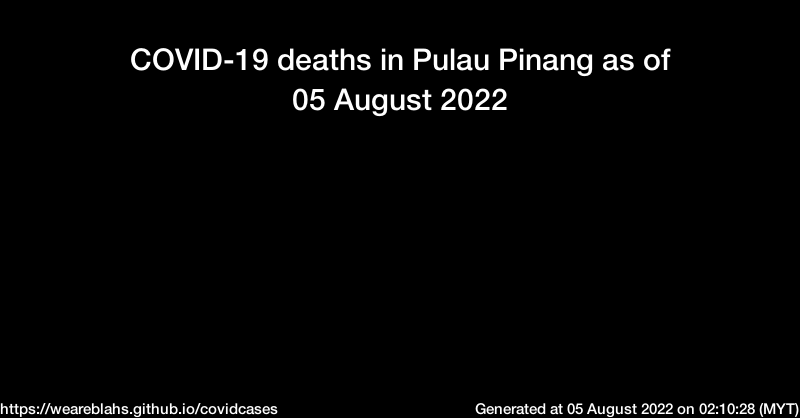 COVID-19 deaths in Pulau Pinang as of
05 August 2022
https://weareblahs.github.io/covidcases
Generated at 05 August 2022 on 02:10:28 (MYT)